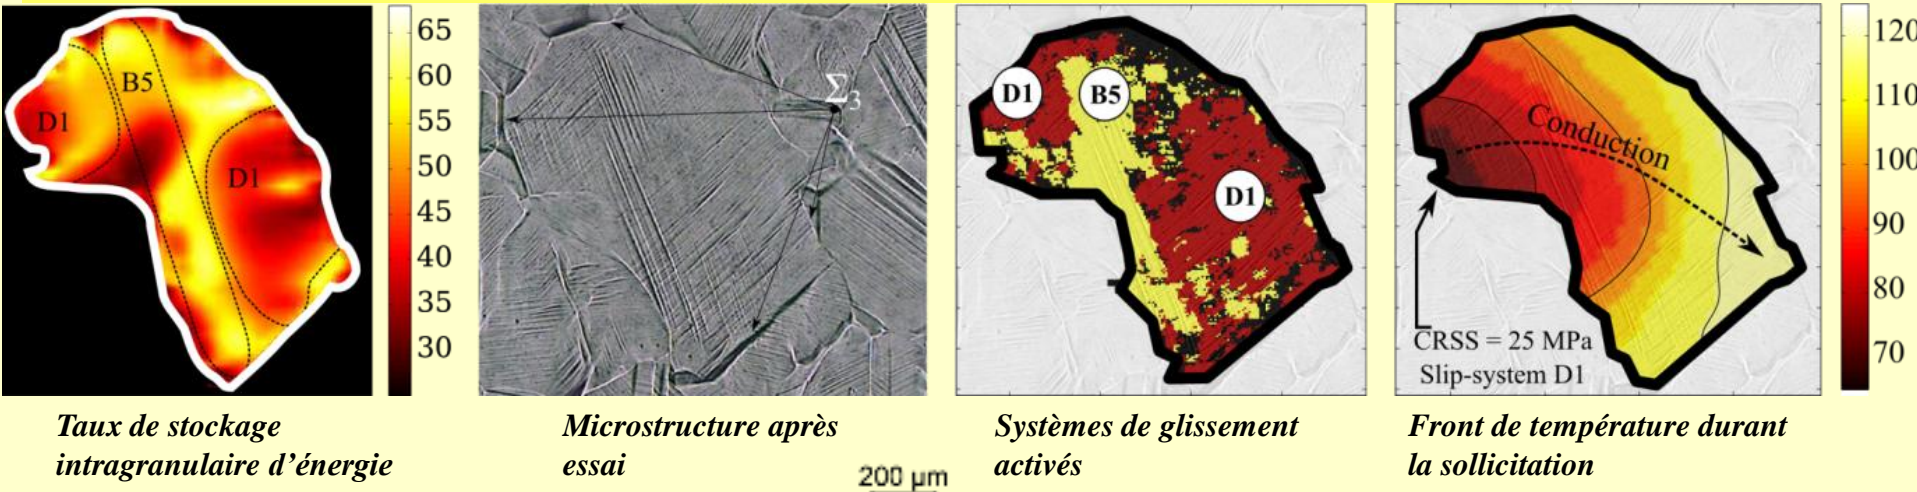 D1
B5
D1
65
60
55
50
45
40
35
30
Σ3
D1
B5
D1
Conduction
CRSS = 25 MPa
Slip-system D1
120
110
100
90
80
70
Taux de stockage
intragranulaire d’énergie
Microstructure après
essai
200 µm
Systèmes de glissement
activés
Front de température durant
la sollicitation